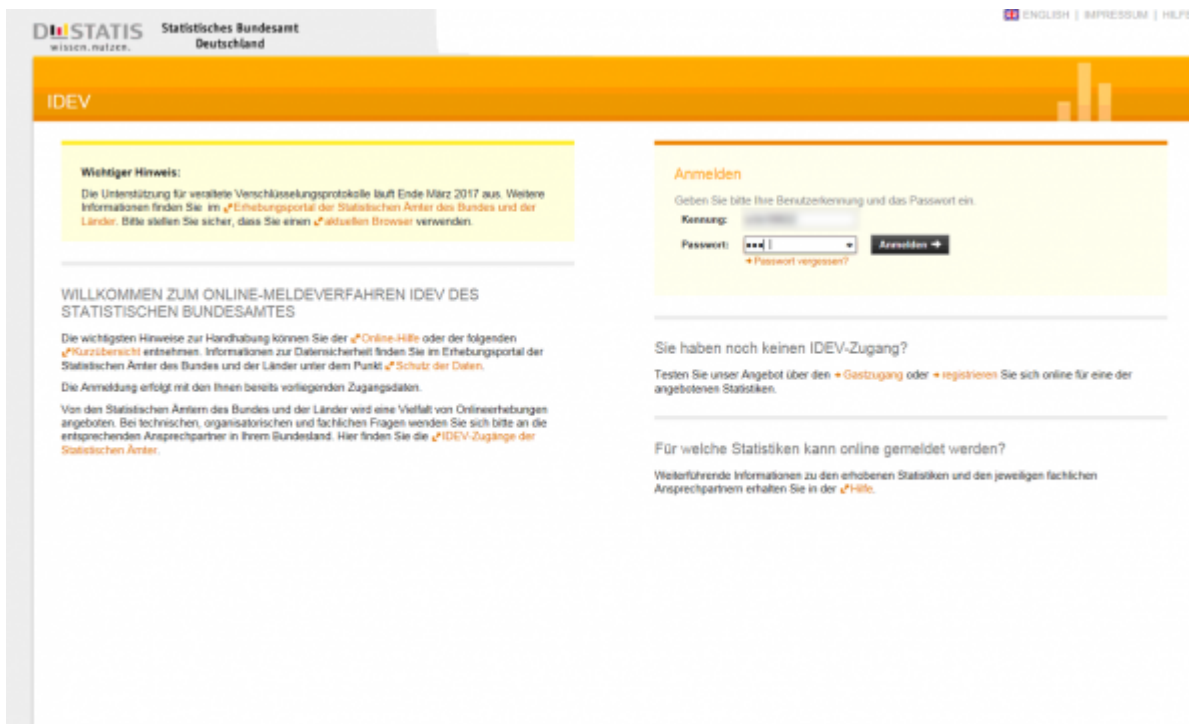 ENGLISH | IMPRESSUM | HILFE
DESTATIS
wissen.nutzen.
Statistisches Bundesamt
Deutschland
IDEV
Wichtiger Hinweis:
Die Unterstützung für veraltete Verschlüsselungsprotokolle läuft Ende März 2017 aus. Weitere
Informationen finden Sie im Erhebungsportal der Statistischen Ämter des Bundes und der
Länder. Bitte stellen Sie sicher, dass Sie einen aktuellen Browser verwenden.
WILLKOMMEN ZUM ONLINE-MELDEVERFAHREN IDEV DES
STATISTISCHEN BUNDESAMTES
Die wichtigsten Hinweise zur Handhabung können Sie der Online-Hilfe oder der folgenden
Kurzübersicht entnehmen. Informationen zur Datensicherheit finden Sie im Erhebungsportal der
Statistischen Ämter des Bundes und der Länder unter dem Punkt Schutz der Daten.
Die Anmeldung erfolgt mit den Ihnen bereits vorliegenden Zugangsdaten.
Von den Statistischen Ämtern des Bundes und der Länder wird eine Vielfalt von Onlineerhebungen
angeboten. Bei technischen, organisatorischen und fachlichen Fragen wenden Sie sich bitte an die
entsprechenden Ansprechpartner in Ihrem Bundesland. Hier finden Sie die IDEV-Zugänge der
Statistischen Ämter.
Anmelden
Geben Sie bitte Ihre Benutzerkennung und das Passwort ein.
Kennung:
Passwort:
Anmelden
Passwort vergessen?
Sie haben noch keinen IDEV-Zugang?
Testen Sie unser Angebot über den Gastzugang oder registrieren Sie sich online für eine der
angebotenen Statistiken.
Für welche Statistiken kann online gemeldet werden?
Weiterführende Informationen zu den erhobenen Statistiken und den jeweiligen fachlichen
Ansprechpartnern erhalten Sie in der Hilfe.